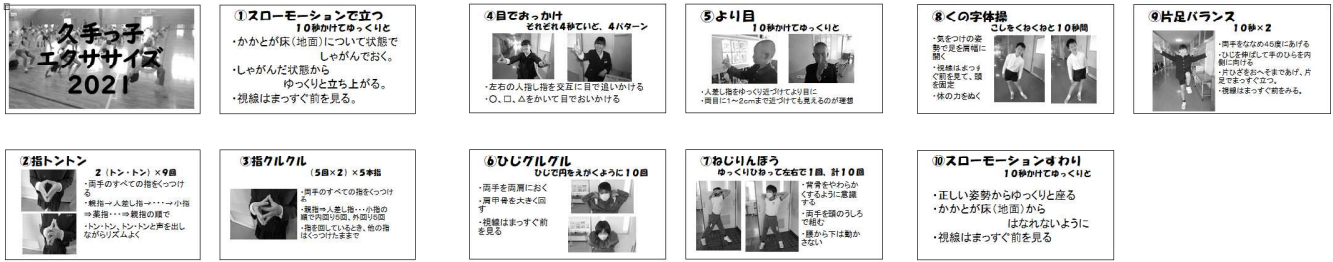 久手っ子
エクササイズ
2021
①スローモーションで立つ
10秒かけてゆっくりと
・かかとが床(地面)について状態で
しゃがんでおく。
・しゃがんだ状態から
ゆっくりと立ち上がる。
・視線はまっすぐ前を見る。
②指トントン
2(トン・トン)×9回
・両手のすべての指をくっつけ
る
・親指→人差し指→・・・→小指
⇒薬指・・・⇒親指の順で
・トン・トン、トン・トンと声を出し
ながらリズムよく
③指クルクル
(5回×2)×5本指
・両手のすべての指をくっつけ
る
・親指⇒人差し指・・・小指の
順で内回り5回、外回り5回
・指を回しているとき、他の指
はくっつけたままで
④目でおっかけ
それぞれ4秒ていど、4パターン
・左右の人指し指を交互に目で追いかける
・〇、□、△をかいて目でおいかける
⑤より目
10秒かけてゆっくりと
・人差し指をゆっくり近づけてより目に
・両目に1~2cmまで近づけても見えるのが理想
⑥ひじグルグル
ひじで円をえがくように10回
・両手を両肩におく
・肩甲骨を大きく回
す
・視線はまっすぐ前
を見る
⑦ねじりんぼう
ゆっくりひねって左右で1回、計10回
・背骨をやわらか
くするように意識
する
・両手を頭のうしろ
で組む
・腰から下は動か
さない
⑧くの字体操
こしをくねくねと10秒間
・気をつけの姿
勢で足を肩幅に
開く
・視線はまっす
ぐ前を見て、頭
を固定
・体の力をぬく
⑨片足バランス
10秒×2
・両手をななめ45度にあげる
・ひじを伸ばして手のひらを内
側に向ける
・片ひざをおへそまであげ、片
足でまっすぐ立つ。
・視線はまっすぐ前をみる。
⑩スローモーションすわり
10秒かけてゆっくりと
・正しい姿勢からゆっくりと座る
・かかとが床(地面)から
はなれないように
・視線はまっすぐ前を見る